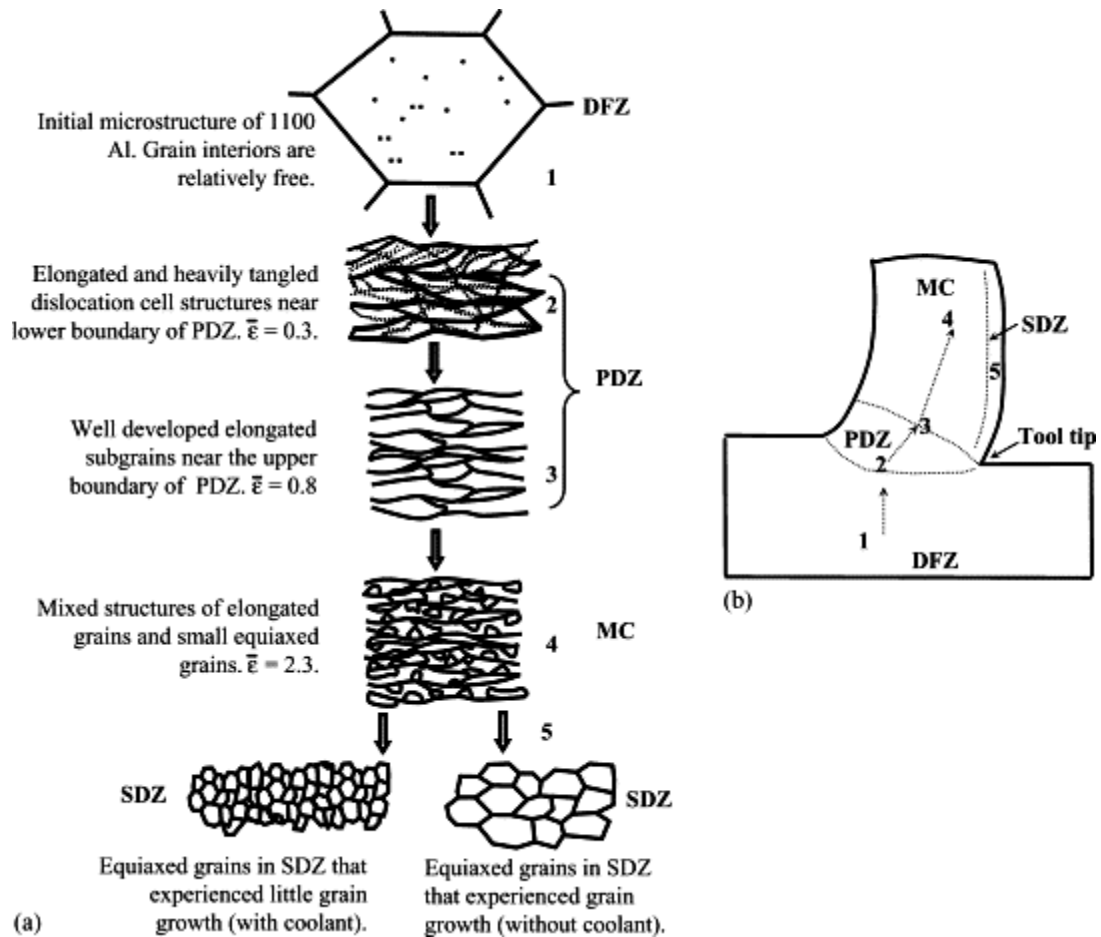 DFZ
Initial microstructure of 1100
Al. Grain interiors are
relatively free.
1
Elongated and heavily tangled
dislocation cell structures near
lower boundary of PDZ. ε̄ = 0.3.
2
PDZ
Well developed elongated
subgrains near the upper
boundary of PDZ. ε̄ = 0.8
3
Mixed structures of elongated
grains and small equiaxed
grains. ε̄ = 2.3.
4
MC
5
SDZ
SDZ
Equiaxed grains in SDZ that
experienced little grain
growth (with coolant).
Equiaxed grains in SDZ
that experienced grain
growth (without coolant).
(a)
MC
4
SDZ
5
3
PDZ
Tool tip
2
1
DFZ
(b)